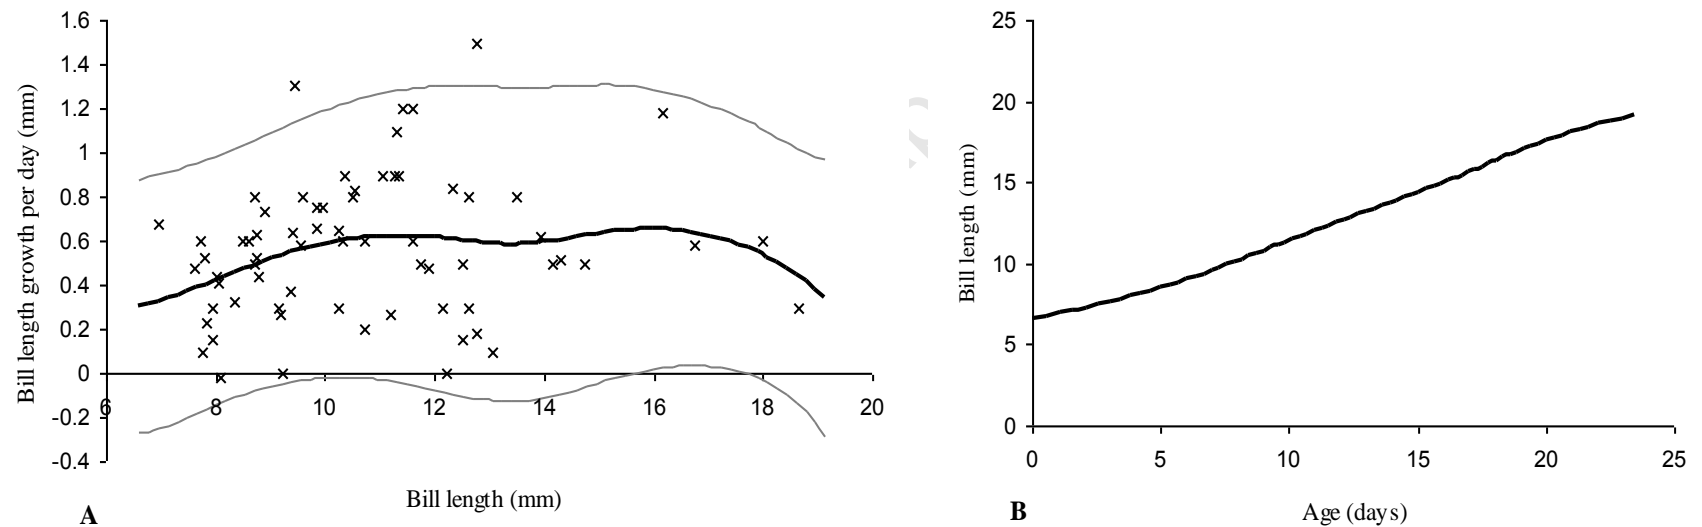 1.6
1.4
1.2
1
0.8
0.6
0.4
0.2
0
-0.2
-0.4
6 8 10 12 14 16 18 20
Bill length growth per day (mm)
Bill length (mm)
A
25
20
15
10
5
0
0 5 10 15 20 25
Bill length (mm)
Age (days)
B